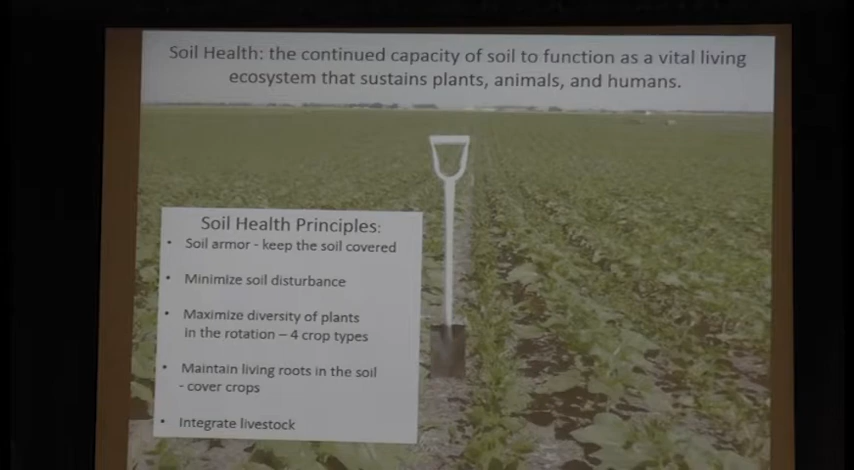 Soil Health: the continued capacity of soil to function as a vital living
ecosystem that sustains plants, animals, and humans.
Soil Health Principles:
• Soil armor - keep the soil covered
• Minimize soil disturbance
• Maximize diversity of plants
in the rotation – 4 crop types
• Maintain living roots in the soil
- cover crops
• Integrate livestock